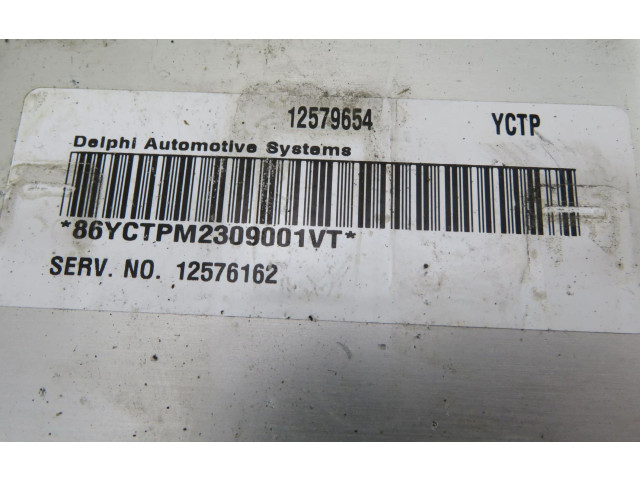 12579654 YCTP
Delphi Automotive Systems
*86YCTPM2309001VT*
SERV. NO. 12576162